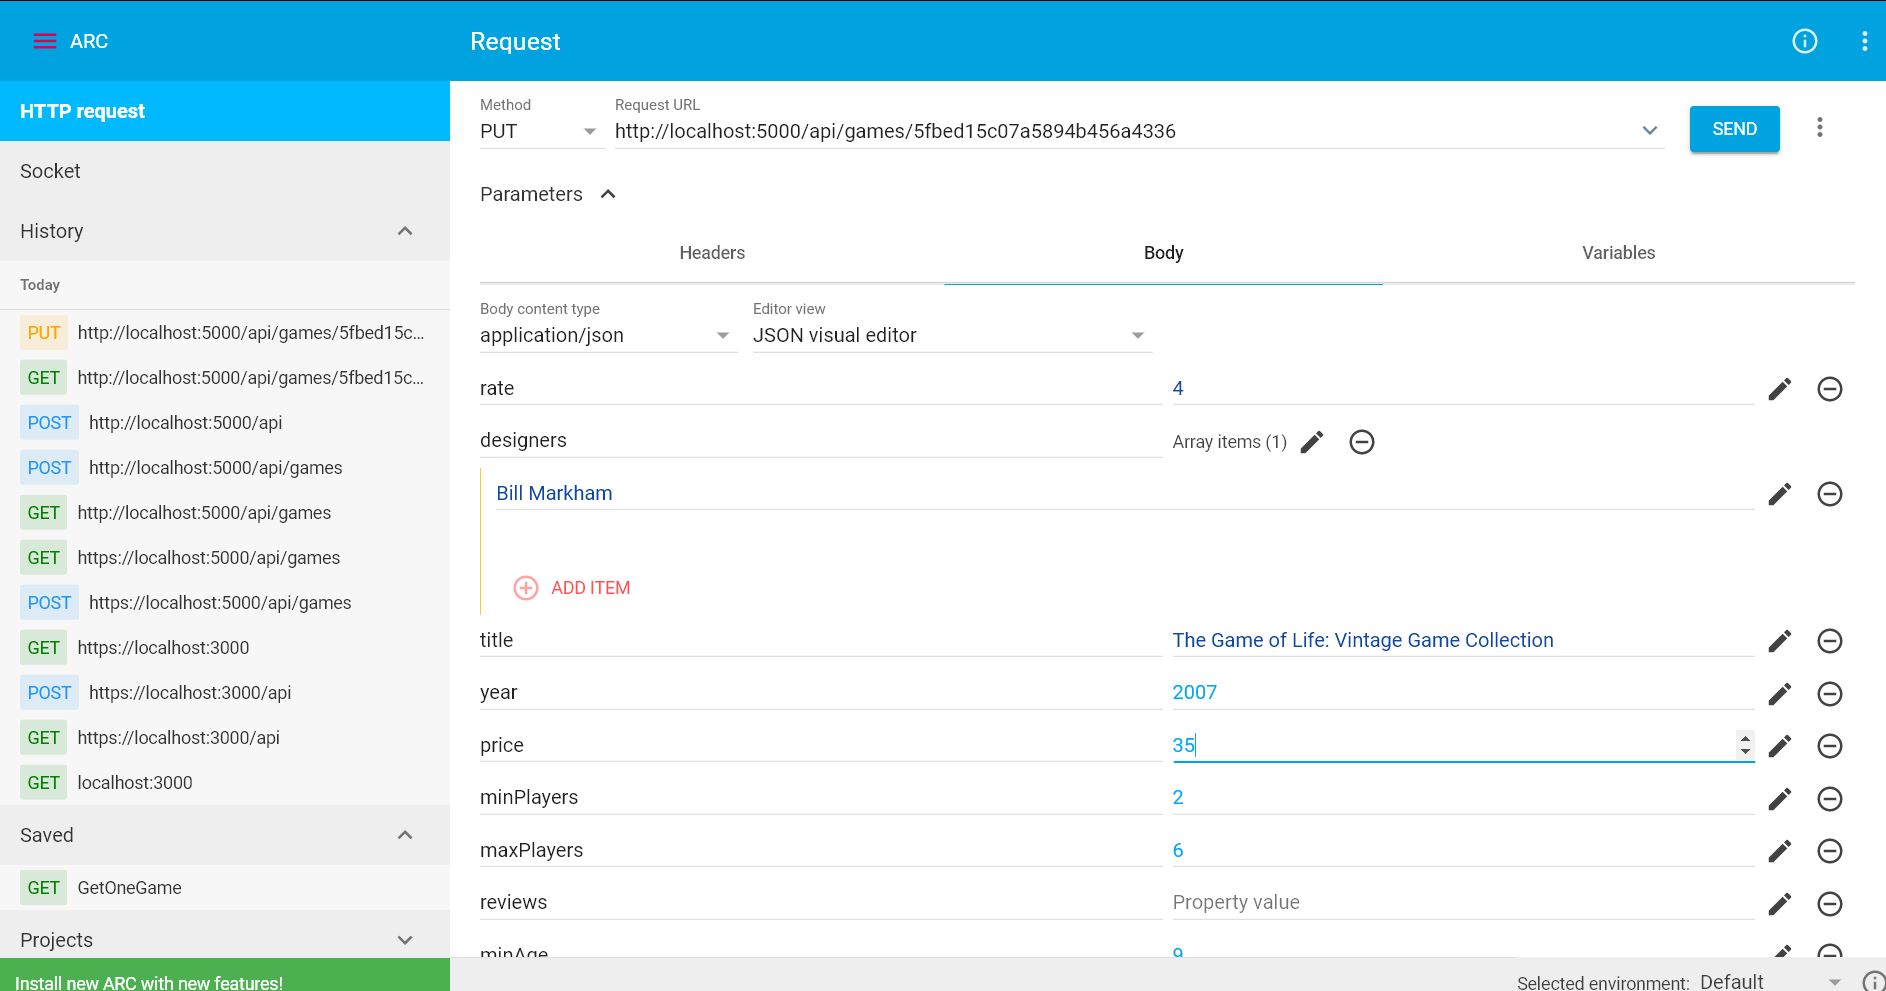 ARC
Request
HTTP request
Socket
History
Today
PUT http://localhost:5000/api/games/5fbed15c...
GET http://localhost:5000/api/games/5fbed15c...
POST http://localhost:5000/api
POST http://localhost:5000/api/games
GET http://localhost:5000/api/games
GET https://localhost:5000/api/games
POST https://localhost:5000/api/games
GET https://localhost:3000
POST https://localhost:3000/api
GET https://localhost:3000/api
GET localhost:3000
Saved
GET GetOneGame
Projects
Install new ARC with new features!
Method Request URL
PUT http://localhost:5000/api/games/5fbed15c07a5894b456a4336
SEND
Parameters
Headers Body Variables
Body content type Editor view
application/json JSON visual editor
rate 4
designers Array items (1)
Bill Markham
ADD ITEM
title The Game of Life: Vintage Game Collection
year 2007
price 35
minPlayers 2
maxPlayers 6
reviews Property value
minAge 9
Selected environment: Default